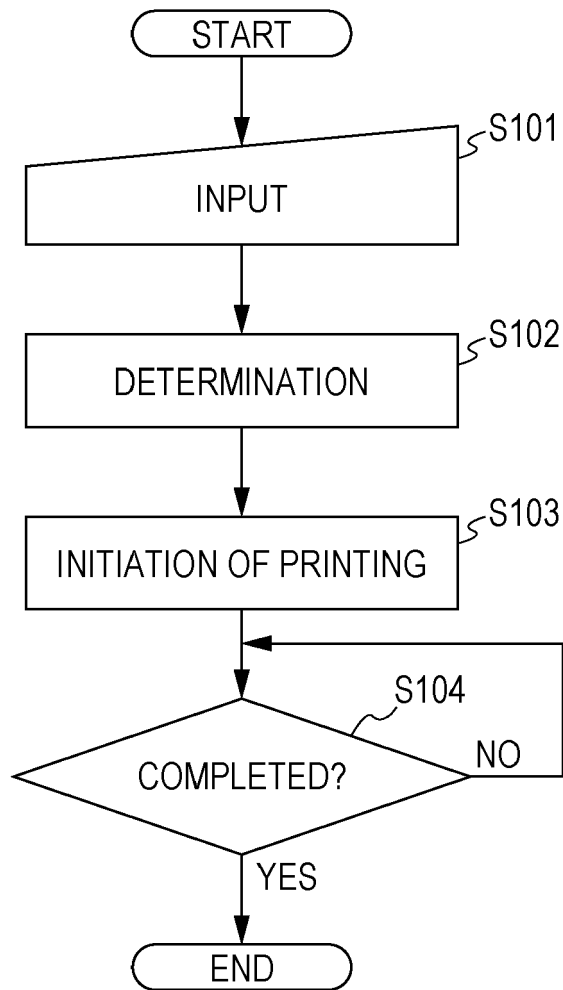 START
S101
INPUT
S102
DETERMINATION
S103
INITIATION OF PRINTING
S104
COMPLETED?
NO
YES
END